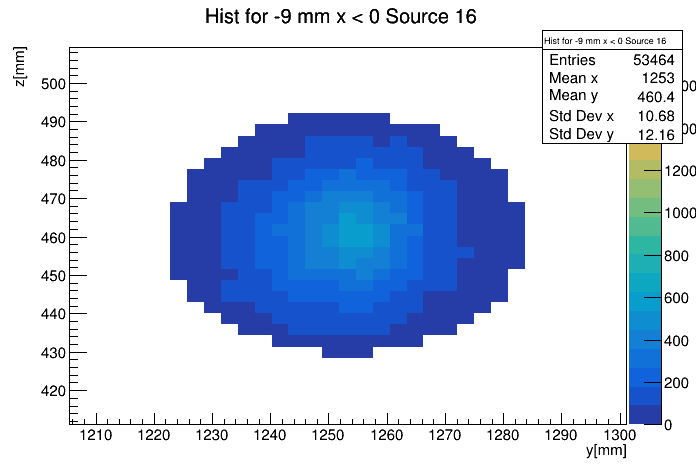 Hist for -9 mm x < 0 Source 16
Hist for -9 mm x < 0 Source 16
Entries 53464
Mean x 1253
Mean y 460.4
Std Dev x 10.68
Std Dev y 12.16
z[mm]
500
490
480
470
460
450
440
430
420
1210 1220 1230 1240 1250 1260 1270 1280 1290 1300
y[mm]
1200
1000
800
600
400
200
0